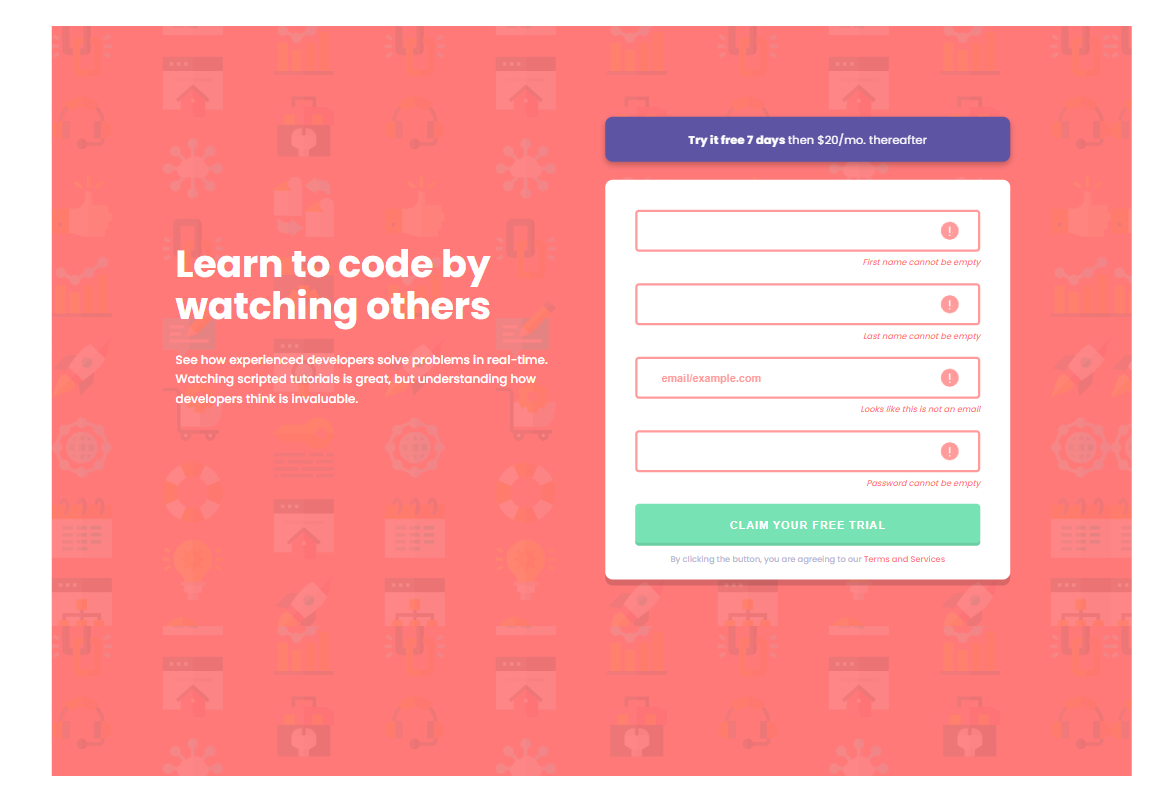 Try it free 7 days then $20/mo. thereafter
Learn to code by
watching others
See how experienced developers solve problems in real-time.
Watching scripted tutorials is great, but understanding how
developers think is invaluable.
First name cannot be empty
Last name cannot be empty
email/example.com
Looks like this is not an email
Password cannot be empty
CLAIM YOUR FREE TRIAL
By clicking the button, you are agreeing to our Terms and Services